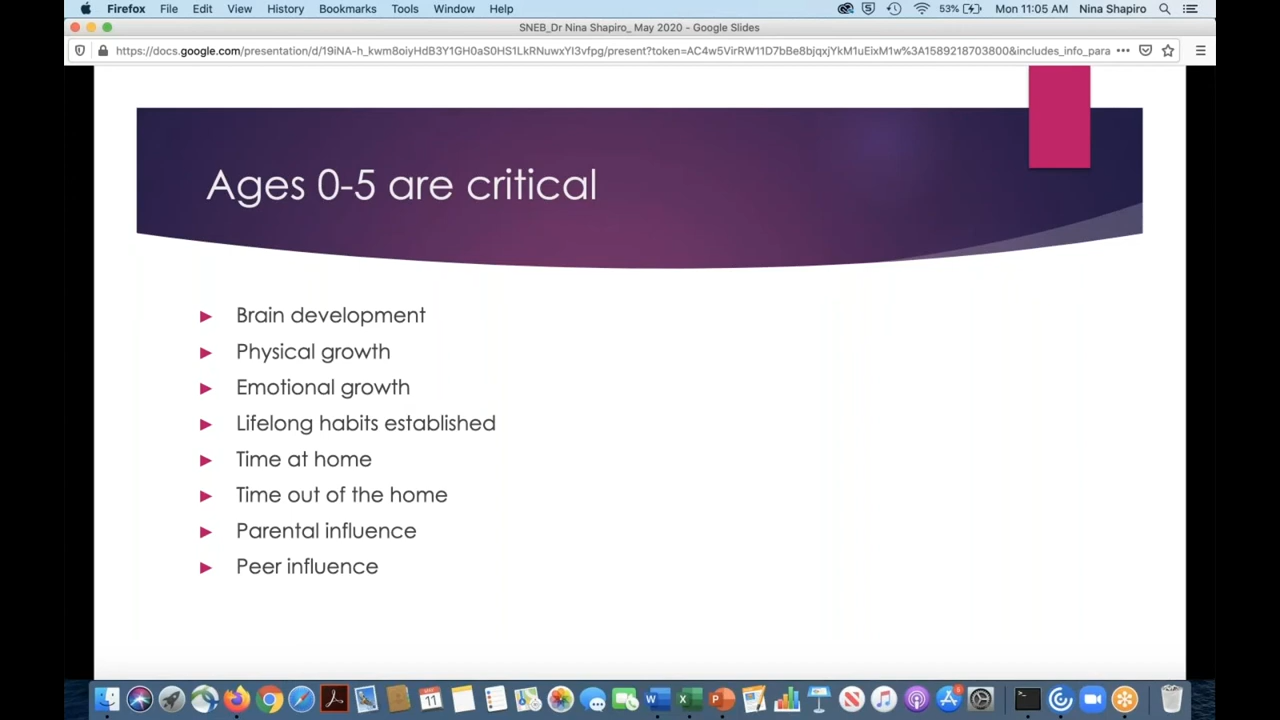 Firefox File Edit View History Bookmarks Tools Window Help 53% Mon 11:05 AM Nina Shapiro
SNEB_Dr Nina Shapiro_ May 2020 - Google Slides
Ages 0-5 are critical
Brain development
Physical growth
Emotional growth
Lifelong habits established
Time at home
Time out of the home
Parental influence
Peer influence